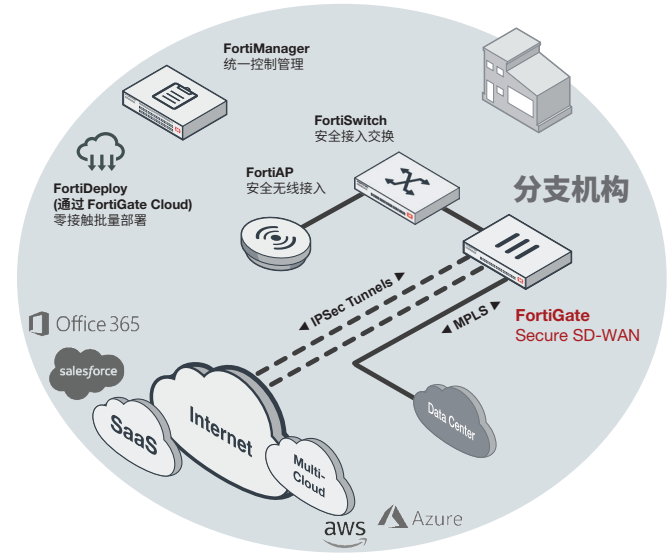 FortiManager
统一控制管理
FortiSwitch
安全接入交换
FortiAP
安全无线接入
FortiDeploy
(通过 FortiGate Cloud)
零接触批量部署
分支机构
IPSec Tunnels
MPLS
FortiGate
Secure SD-WAN
Office 365
salesforce
SaaS
Internet
Multi-
Cloud
Data Center
aws
Azure